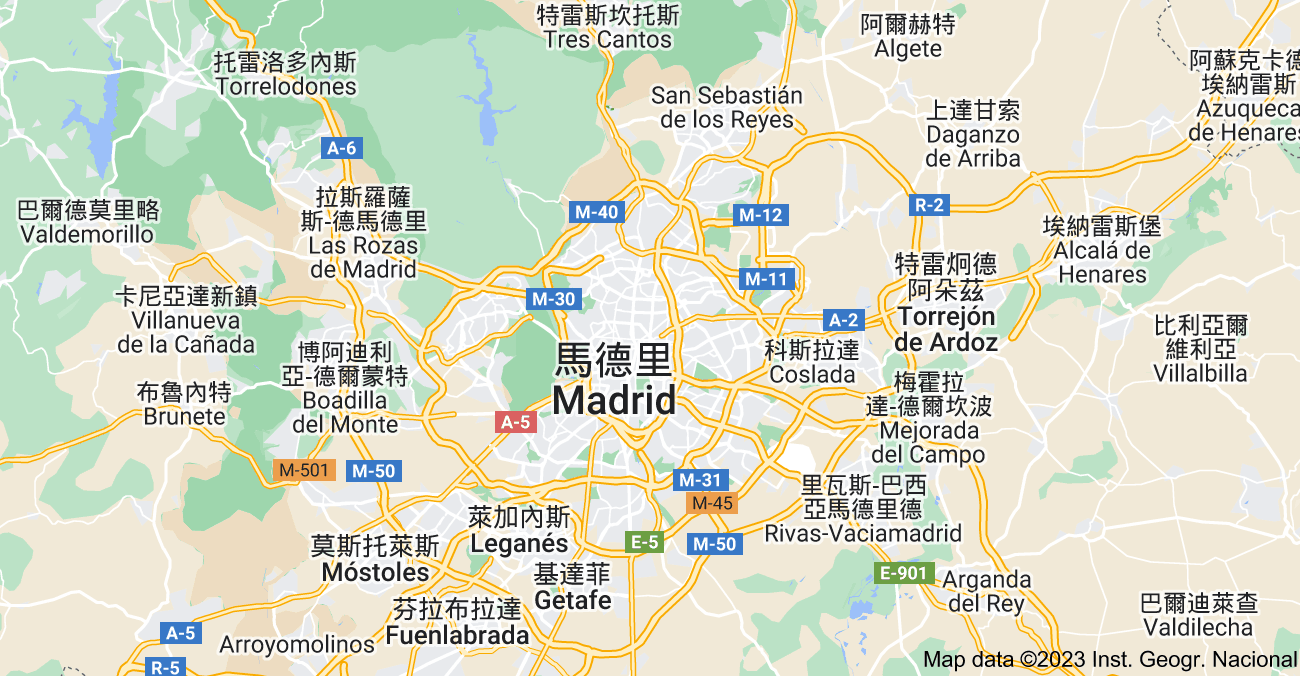 特雷斯坎托斯
Tres Cantos
阿爾赫特
Algete
托雷洛多內斯
Torrelodones
阿蘇克卡德
埃納雷斯
Azuqueca
de Henares
San Sebastián
de los Reyes
上達甘索
Daganzo
de Arriba
A-6
拉斯羅薩
斯-德馬德里
Las Rozas
de Madrid
巴爾德莫里略
Valdemorillo
M-40
M-12
R-2
埃納雷斯堡
Alcalá de
Henares
特雷炯德
阿朵茲
Torrejón
de Ardoz
M-11
卡尼亞達新鎮
Villanueva
de la Cañada
M-30
A-2
比利亞爾
維利亞
Villalbilla
博阿迪利
亞-德爾蒙特
Boadilla
del Monte
馬德里
Madrid
科斯拉達
Coslada
布魯內特
Brunete
梅霍拉
達-德爾坎波
Mejorada
del Campo
A-5
M-501
M-50
M-31
M-45
里瓦斯-巴西
亞馬德里德
Rivas-Vaciamadrid
萊加內斯
Leganés
E-5
M-50
莫斯托萊斯
Móstoles
基達菲
Getafe
E-901
Arganda
del Rey
芬拉布拉達
Fuenlabrada
巴爾迪萊查
Valdilecha
A-5
Arroyomolinos
R-5
Map data ©2023 Inst. Geogr. Nacional